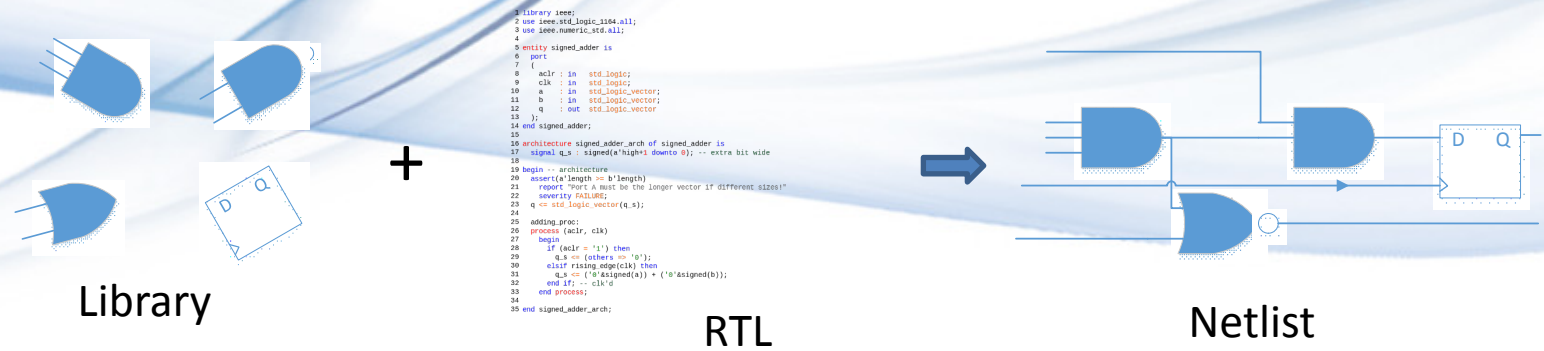 1 library ieee;
2 use ieee.std_logic_1164.all;
3 use ieee.numeric_std.all;
4
5 entity signed_adder is
6 port
7 (
8 aclr : in std_logic;
9 clk : in std_logic;
10 a : in std_logic_vector;
11 b : in std_logic_vector;
12 q : out std_logic_vector
13 );
14 end signed_adder;
15
16 architecture signed_adder_arch of signed_adder is
17 signal q_s : signed(a'high+1 downto 0); -- extra bit wide
18
19 begin -- architecture
20 assert(a'length >= b'length)
21 report "Port A must be the longer vector if different sizes!"
22 severity FAILURE;
23 q <= std_logic_vector(q_s);
24
25 adding_proc:
26 process (aclr, clk)
27 begin
28 if (aclr = '1') then
29 q_s <= (others => '0');
30 elsif rising_edge(clk) then
31 q_s <= ('0'&signed(a)) + ('0'&signed(b));
32 end if; -- clk'd
33 end process;
34
35 end signed_adder_arch;
D Q
+
D Q
Library
RTL
Netlist